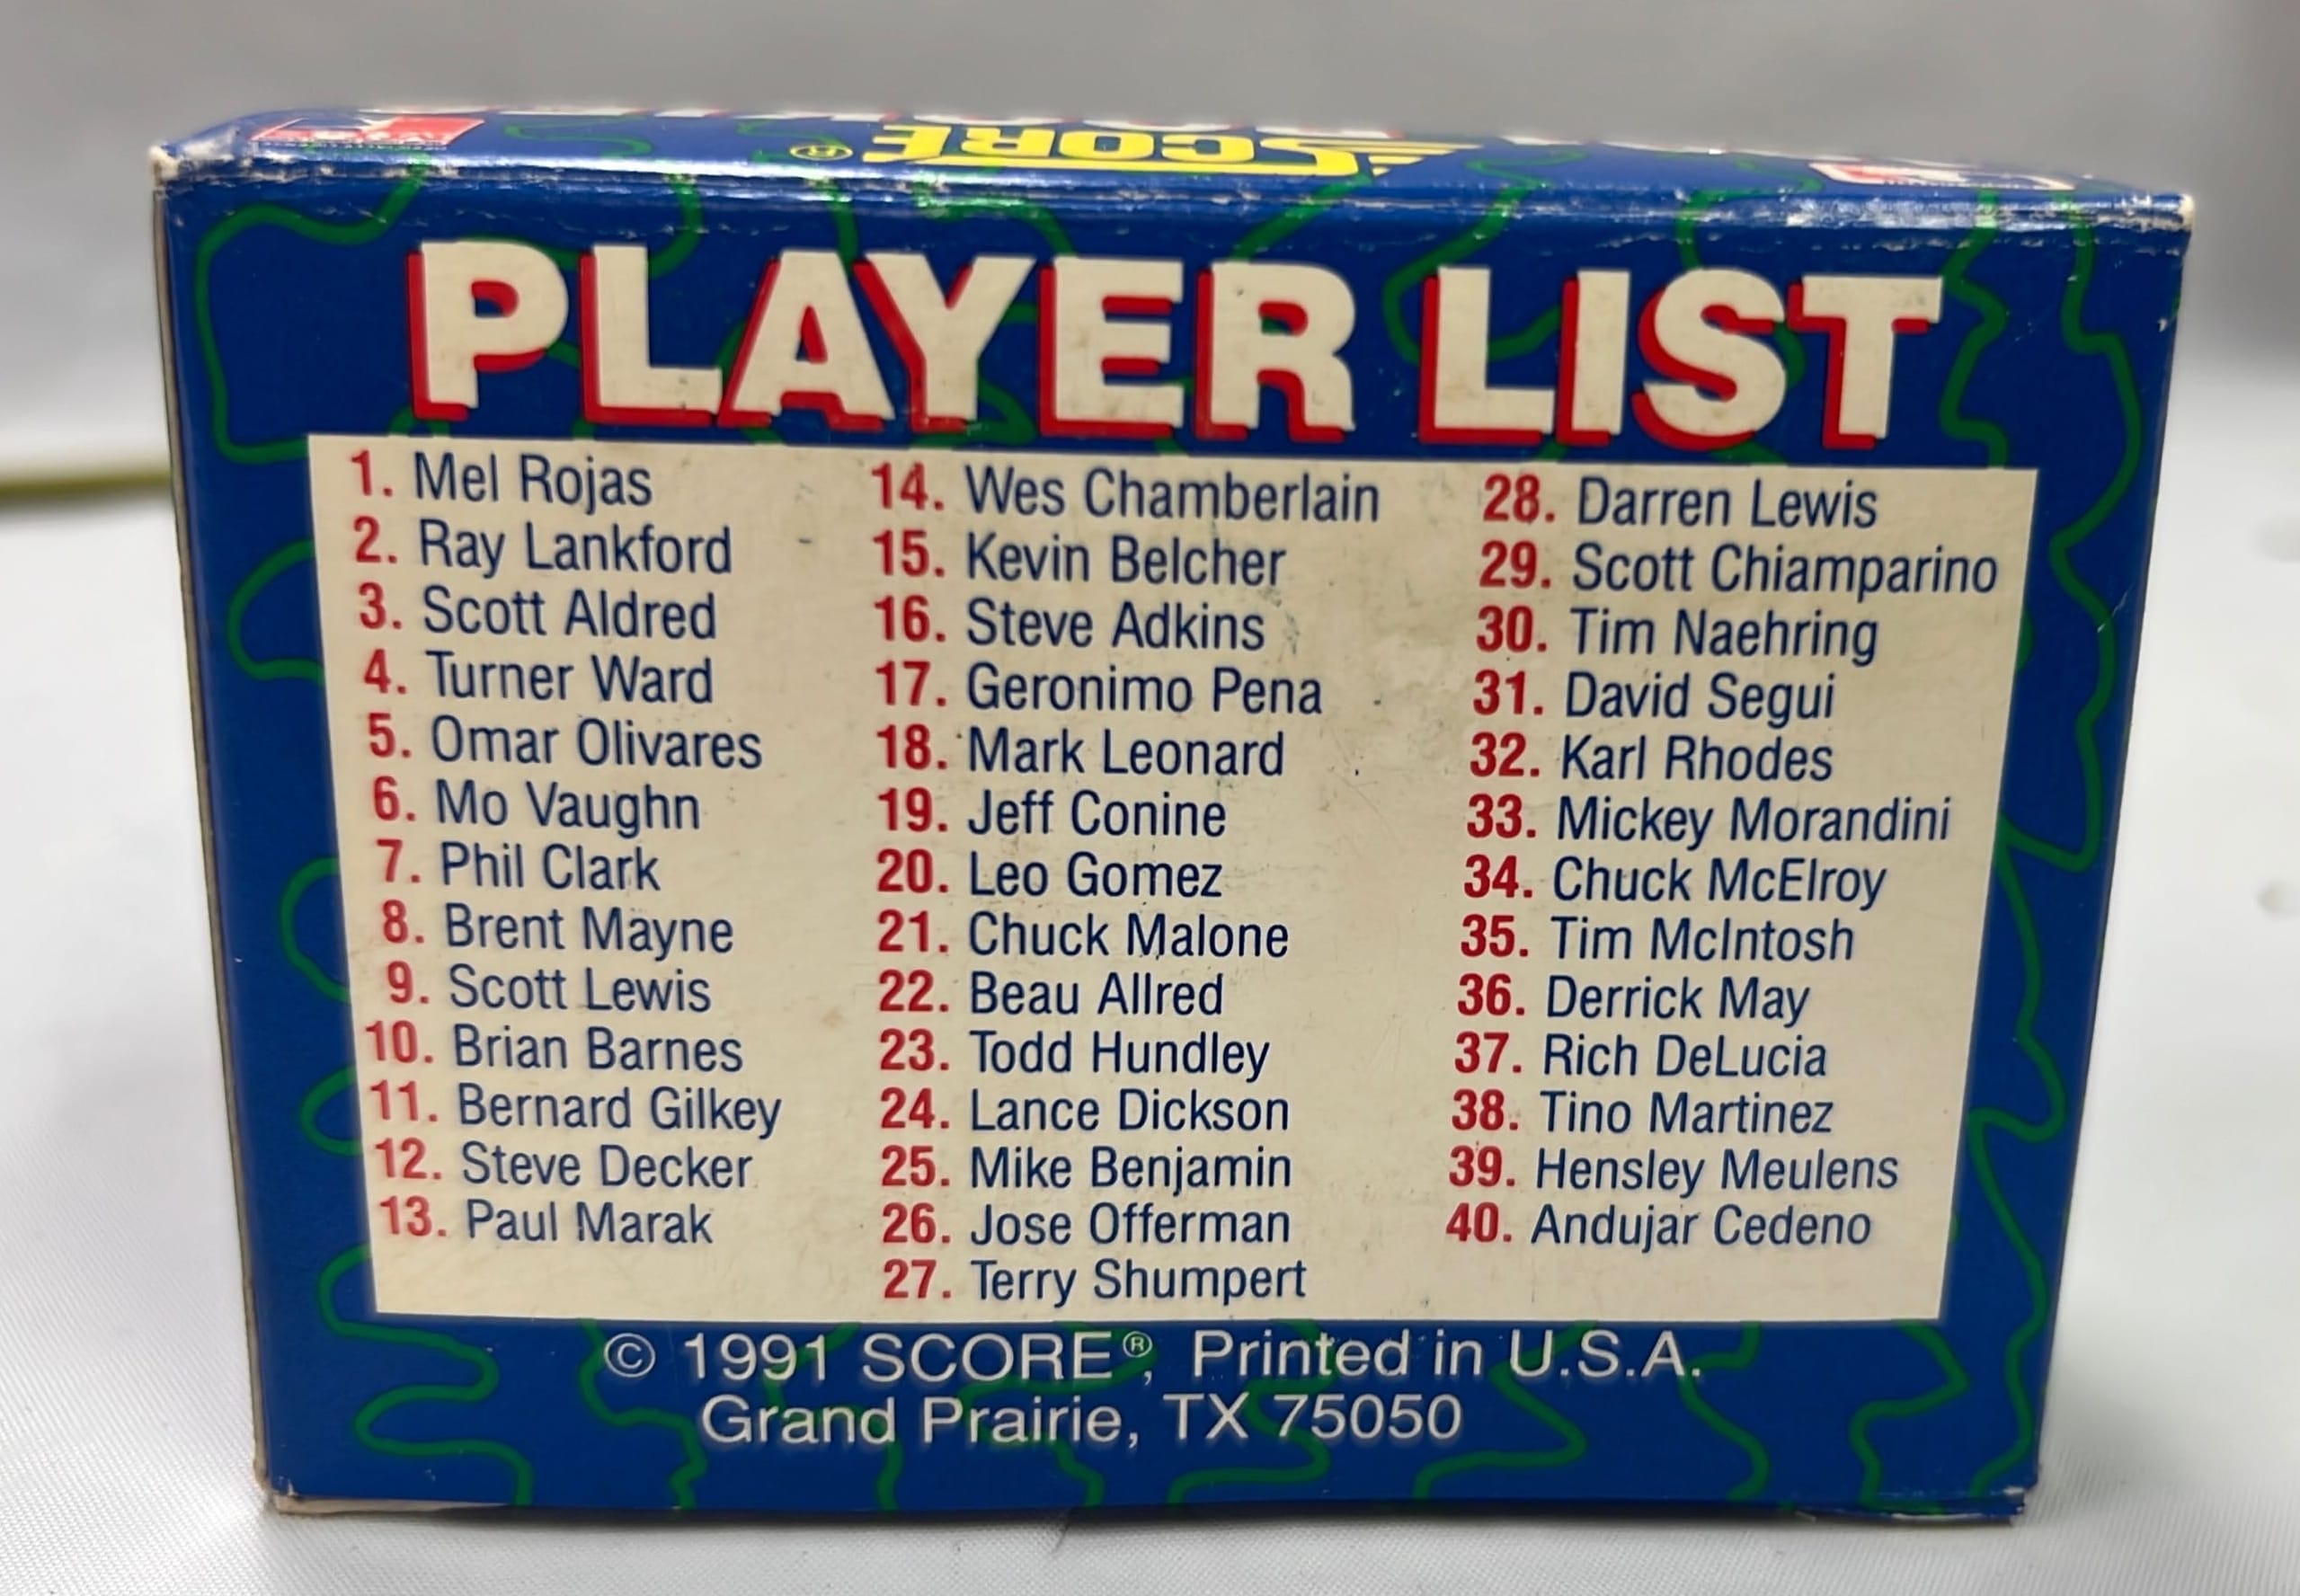 SCORE®
PLAYER LIST
1. Mel Rojas
2. Ray Lankford
3. Scott Aldred
4. Turner Ward
5. Omar Olivares
6. Mo Vaughn
7. Phil Clark
8. Brent Mayne
9. Scott Lewis
10. Brian Barnes
11. Bernard Gilkey
12. Steve Decker
13. Paul Marak
14. Wes Chamberlain
15. Kevin Belcher
16. Steve Adkins
17. Geronimo Pena
18. Mark Leonard
19. Jeff Conine
20. Leo Gomez
21. Chuck Malone
22. Beau Allred
23. Todd Hundley
24. Lance Dickson
25. Mike Benjamin
26. Jose Offerman
27. Terry Shumpert
28. Darren Lewis
29. Scott Chiamparino
30. Tim Naehring
31. David Segui
32. Karl Rhodes
33. Mickey Morandini
34. Chuck McElroy
35. Tim McIntosh
36. Derrick May
37. Rich DeLucia
38. Tino Martinez
39. Hensley Meulens
40. Andujar Cedeno
© 1991 SCORE®, Printed in U.S.A.
Grand Prairie, TX 75050